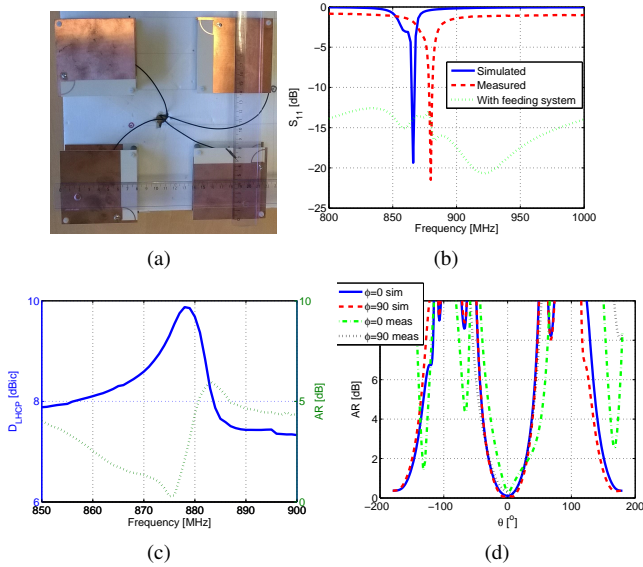 (a)
0
−5
−10
−15
−20
−25
S11 [dB]
Simulated
Measured
With feeding system
800
850
900
950
1000
Frequency [MHz]
(b)
10
8
6
DLHCP [dBic]
10
5
0
AR [dB]
850
860
870
880
890
900
Frequency [MHz]
(c)
ϕ=0 sim
ϕ=90 sim
ϕ=0 meas
ϕ=90 meas
8
6
4
2
0
AR [dB]
−200
−100
0
100
200
θ [°]
(d)